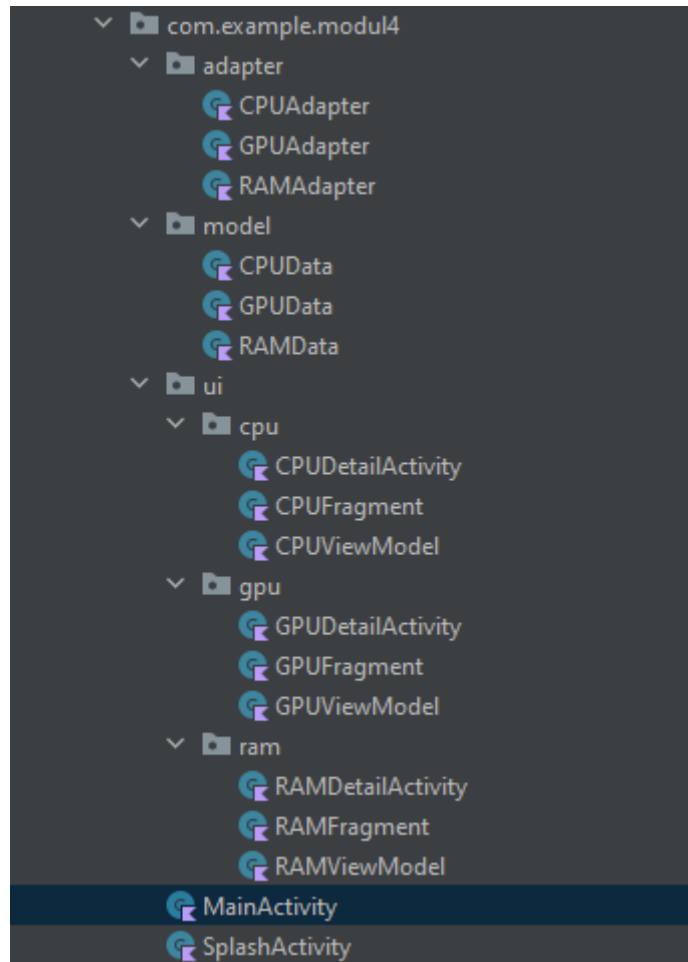 com.example.modul4
adapter
CPUAdapter
GPUAdapter
RAMAdapter
model
CPUData
GPUData
RAMData
ui
cpu
CPUDetailActivity
CPUFragment
CPUViewModel
gpu
GPUDetailActivity
GPUFragment
GPUViewModel
ram
RAMDetailActivity
RAMFragment
RAMViewModel
MainActivity
SplashActivity